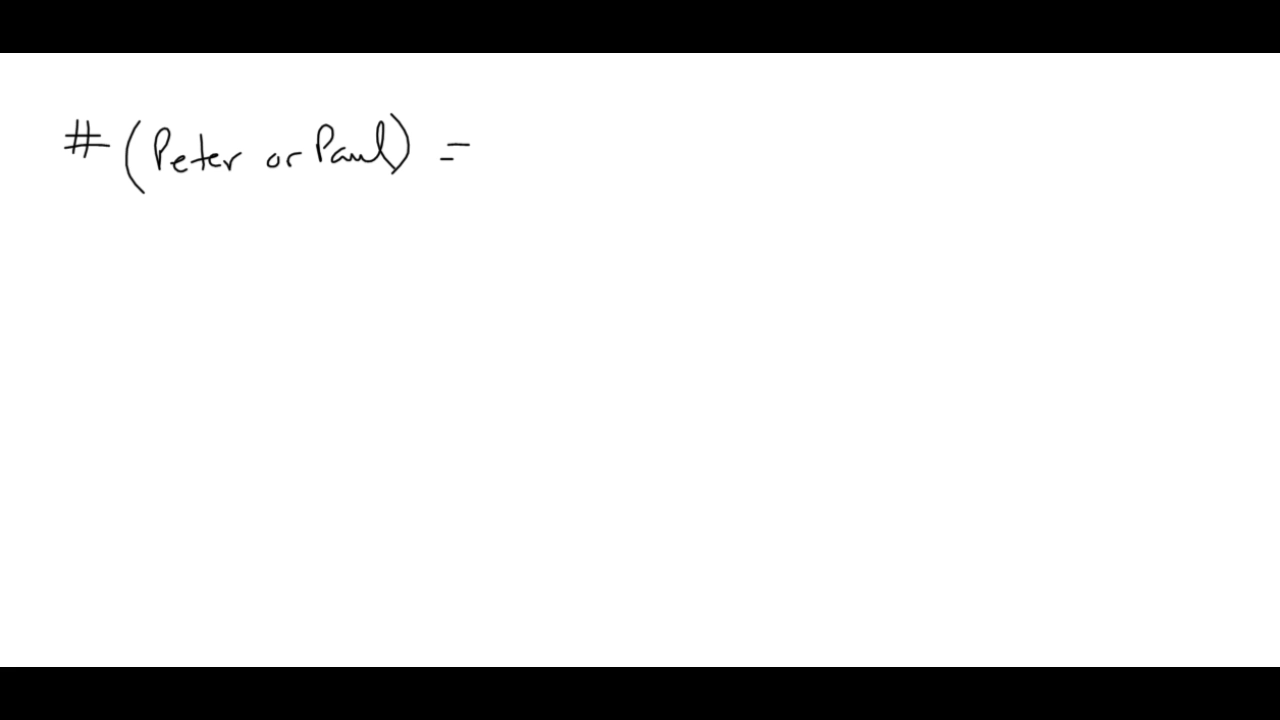 # (Peter or Paul) =